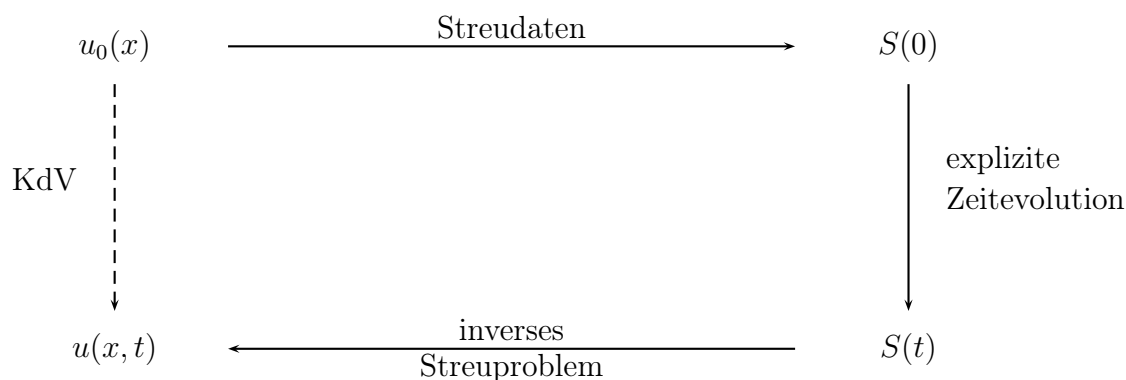 Streudaten
u₀(x)
S(0)
KdV
explizite
Zeitevolution
inverses
u(x, t)
S(t)
Streuproblem